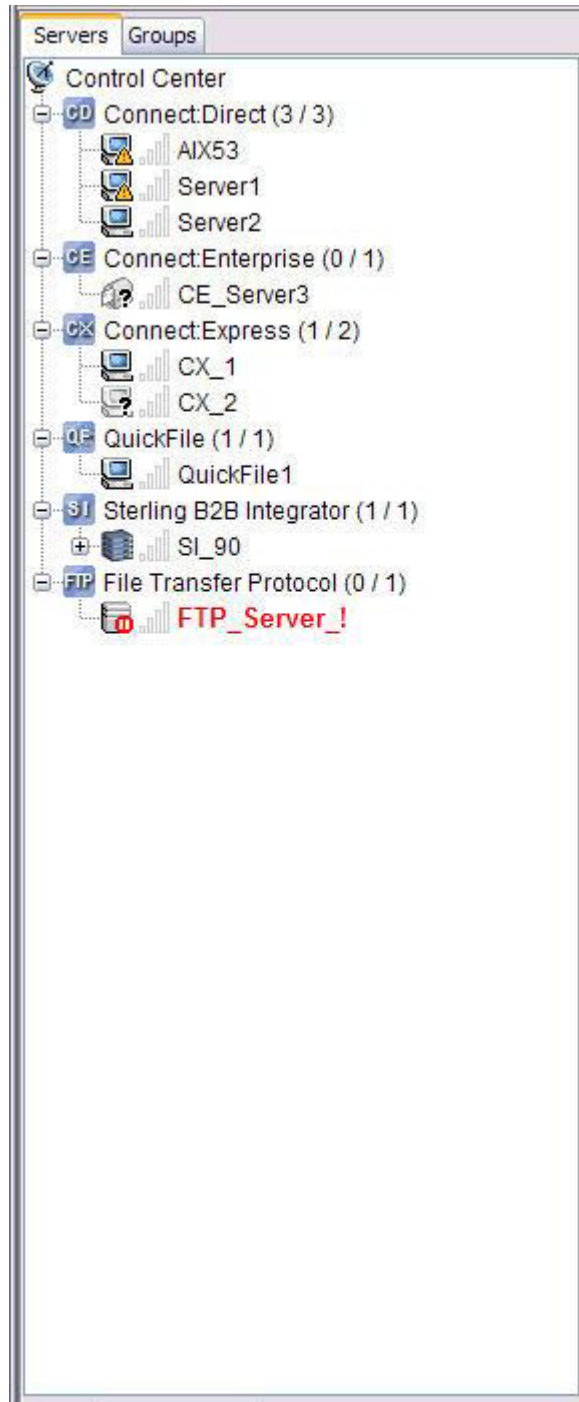 Servers Groups
Control Center
CD Connect:Direct (3 / 3)
AIX53
Server1
Server2
CE Connect:Enterprise (0 / 1)
? CE_Server3
CX Connect:Express (1 / 2)
CX_1
? CX_2
QF QuickFile (1 / 1)
QuickFile1
SI Sterling B2B Integrator (1 / 1)
SI_90
FTP File Transfer Protocol (0 / 1)
FTP_Server_!